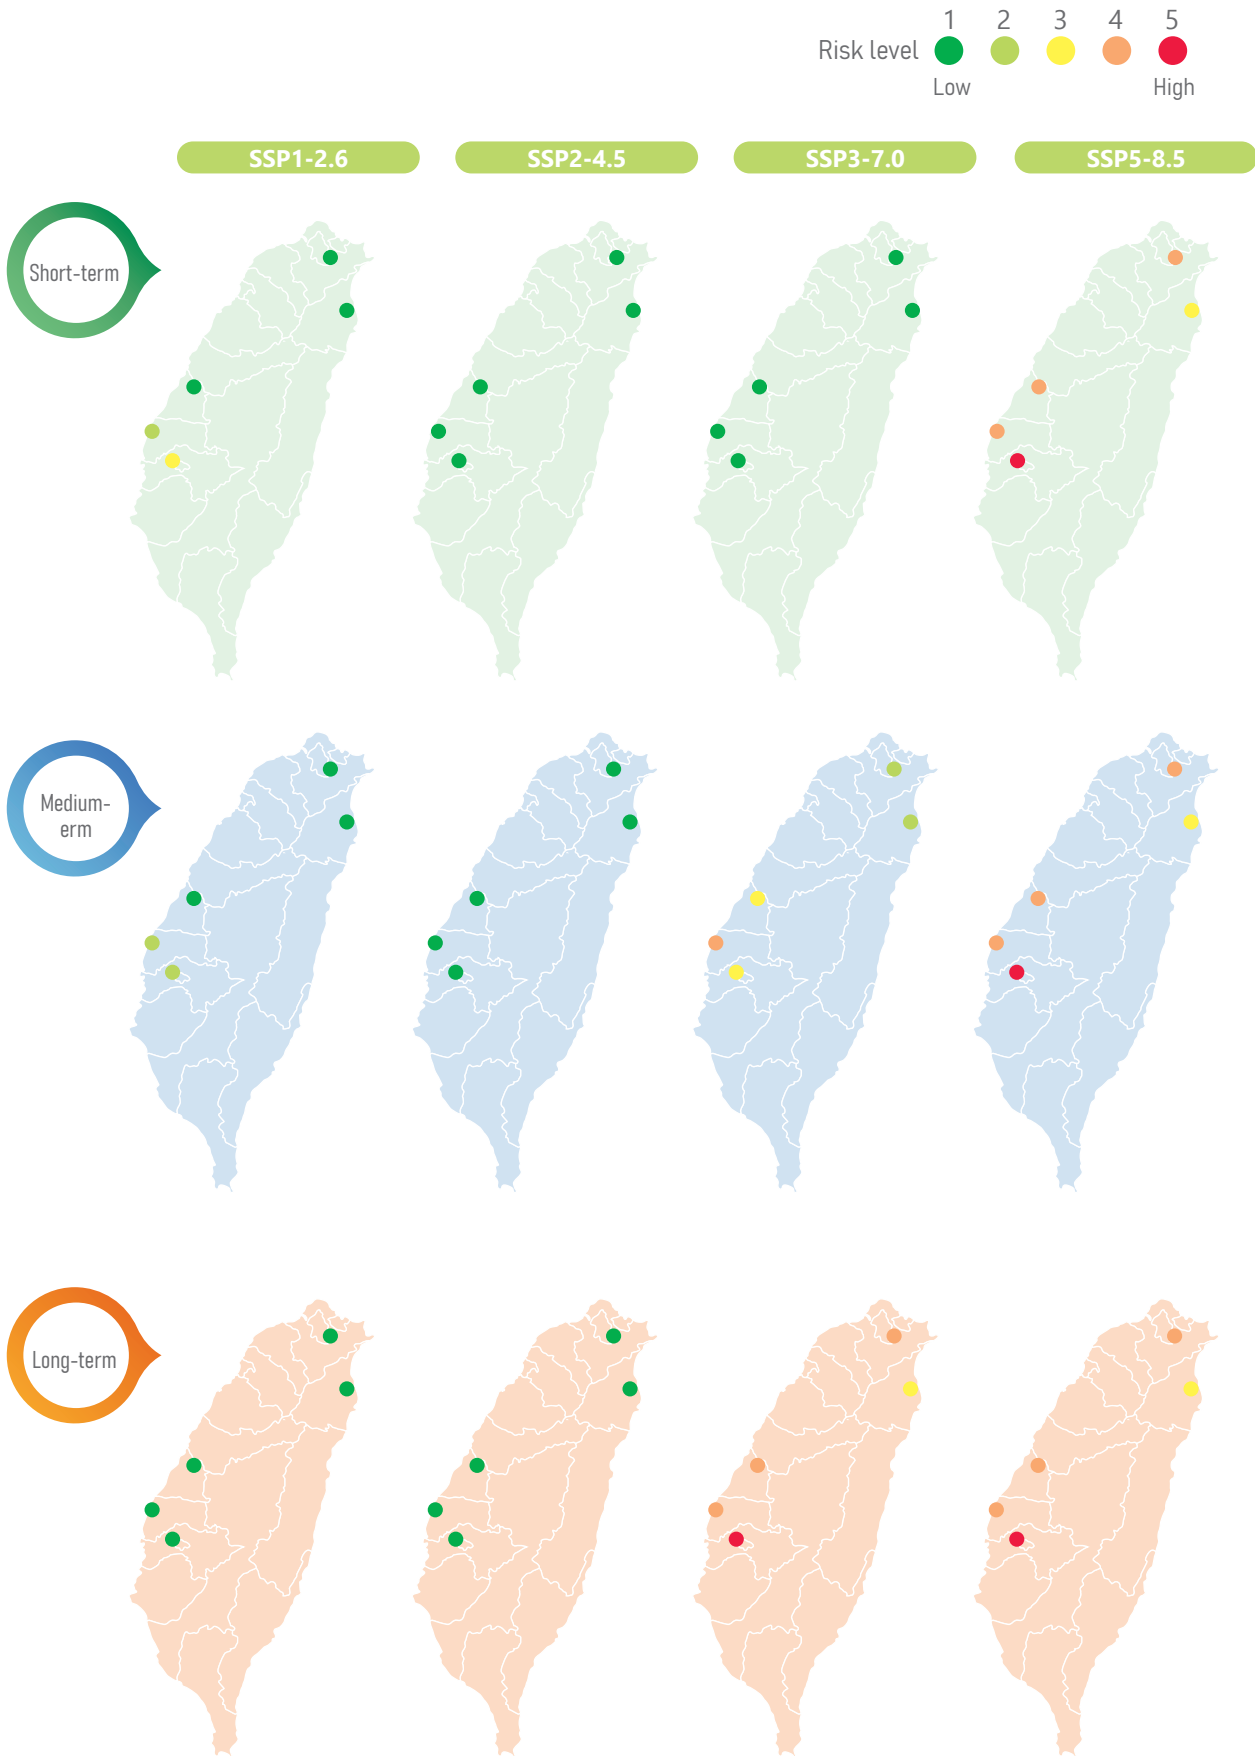 1 2 3 4 5
Risk level
Low High
SSP1-2.6 SSP2-4.5 SSP3-7.0 SSP5-8.5
Short-term
Medium-
erm
Long-term